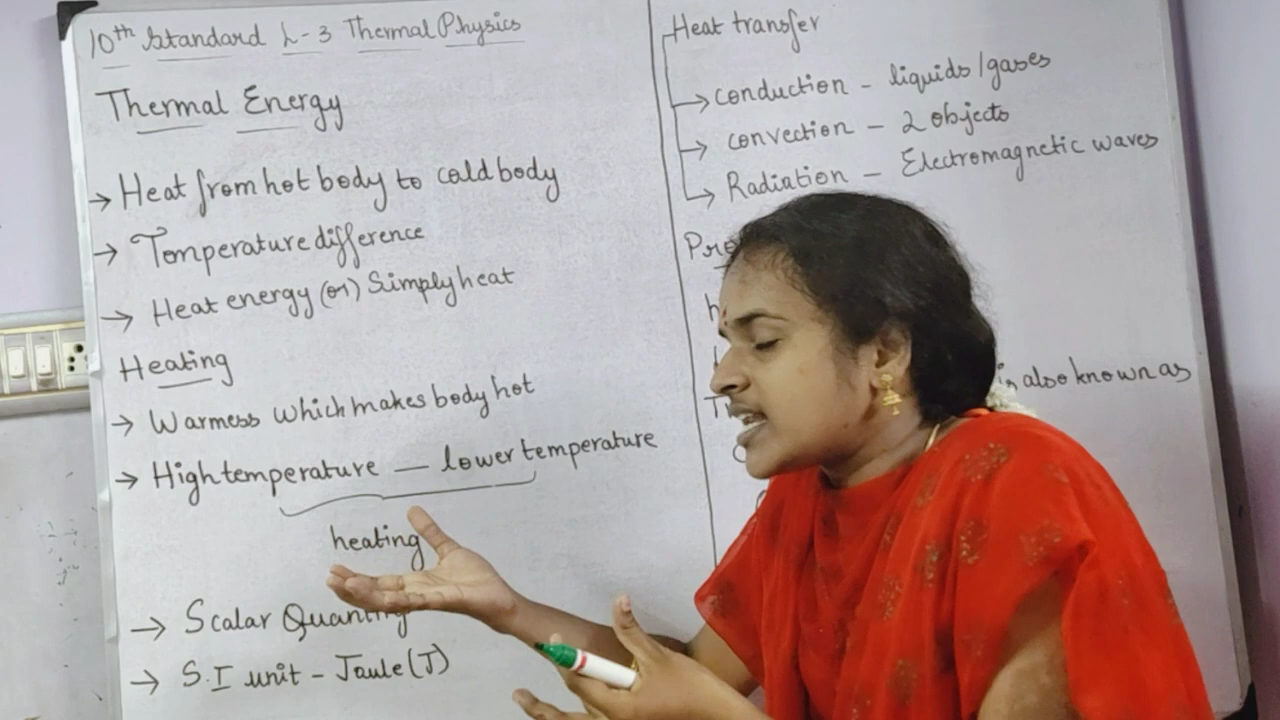 10th Standard L-3 Thermal Physics
Thermal Energy
→ Heat from hot body to cold body
→ Temperature difference
→ Heat energy (or) Simply heat
Heating
→ Warmess which makes body hot
→ High temperature — lower temperature
heating
→ Scalar Quantity
→ S.I unit - Joule (J)
Heat transfer
→ conduction - liquids/gases
→ convection - 2 objects
→ Radiation - Electromagnetic waves
is also known as